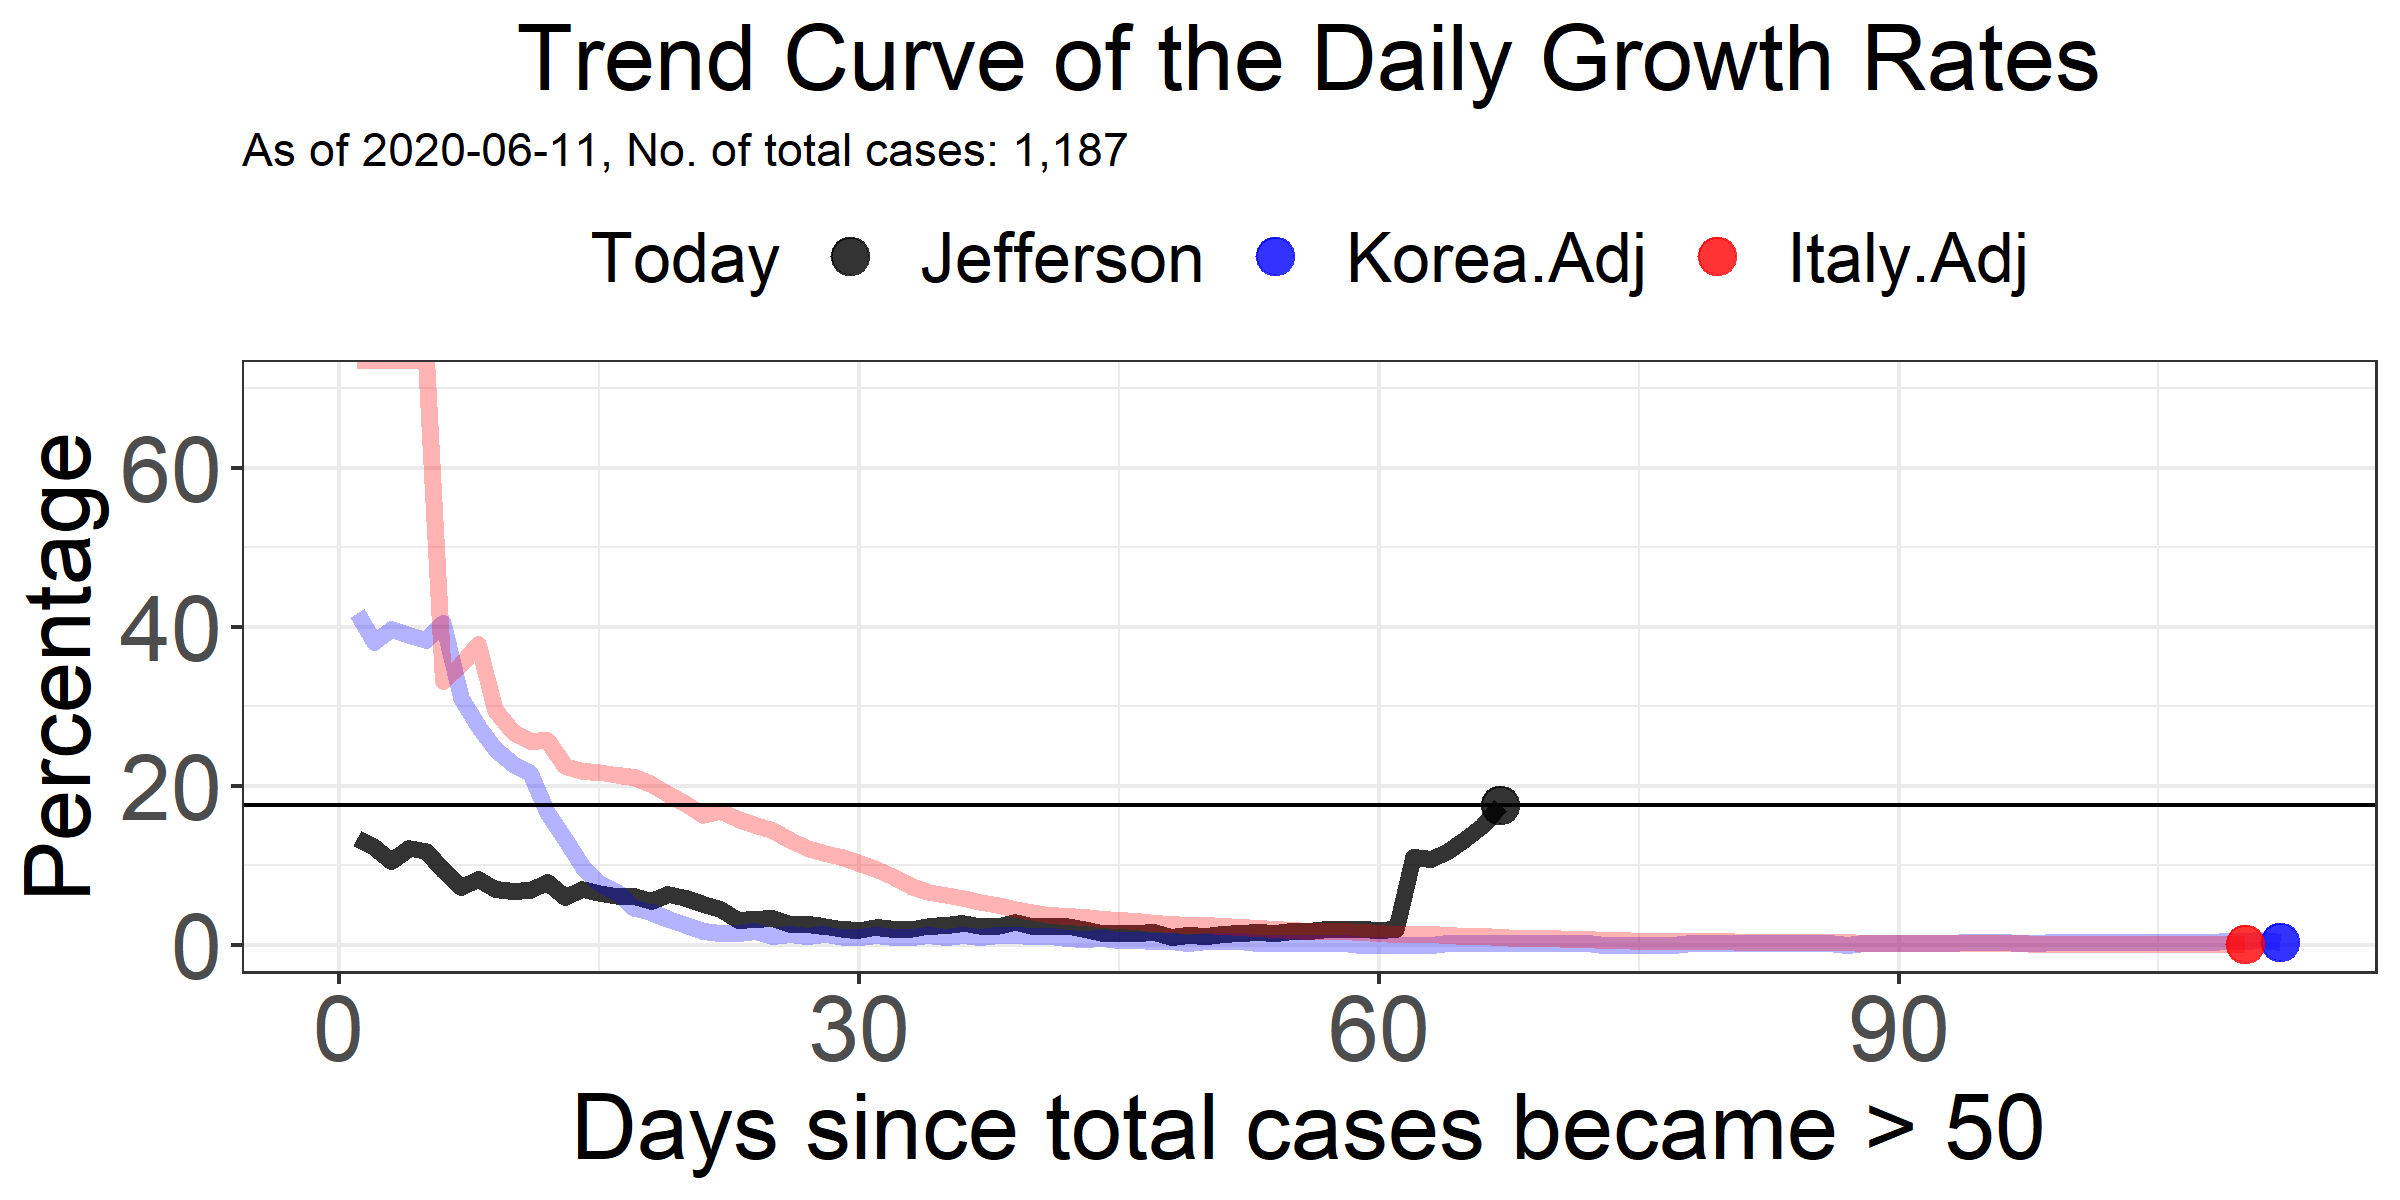 Trend Curve of the Daily Growth Rates
As of 2020-06-11, No. of total cases: 1,187
Today Jefferson Korea.Adj Italy.Adj
Percentage
60
40
20
0
0 30 60 90
Days since total cases became > 50